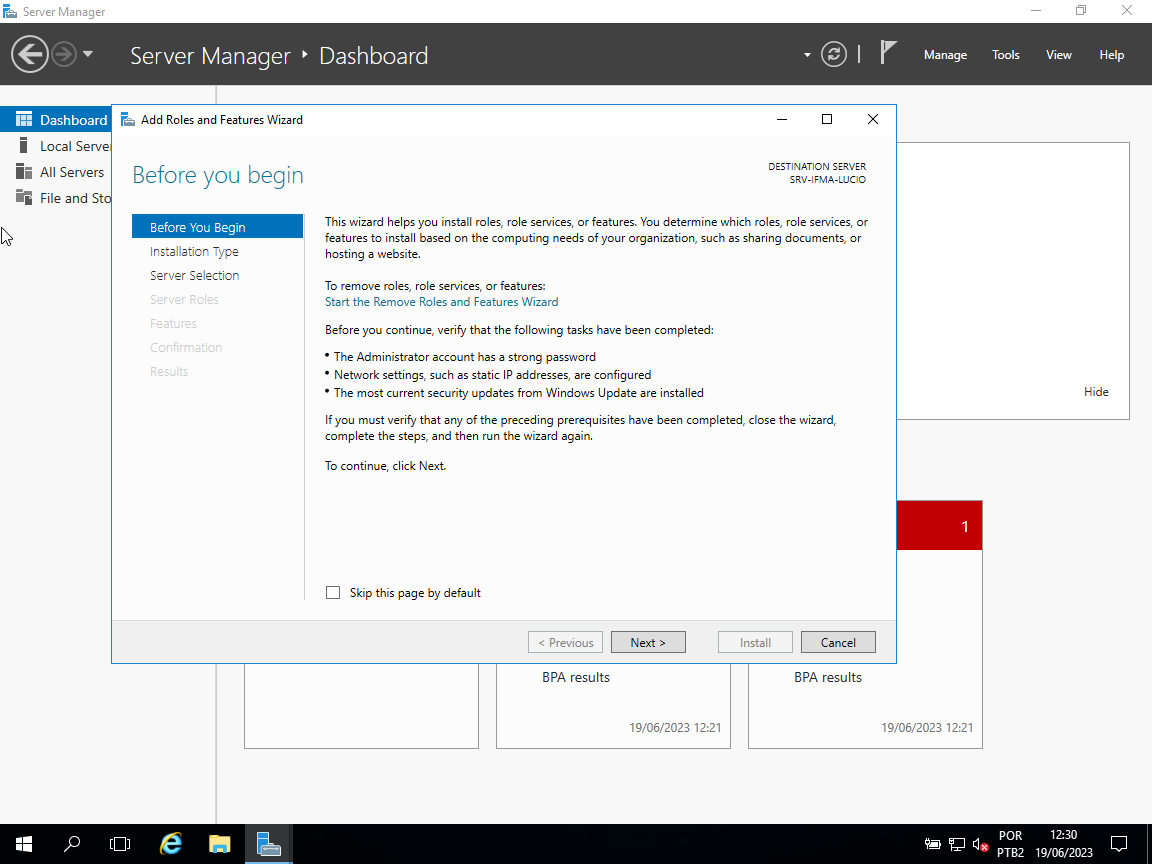 Server Manager
Server Manager ‣ Dashboard
Manage
Tools
View
Help
Dashboard
Local Server
All Servers
File and Sto
Add Roles and Features Wizard
Before you begin
DESTINATION SERVER
SRV-IFMA-LUCIO
Before You Begin
Installation Type
Server Selection
Server Roles
Features
Confirmation
Results
This wizard helps you install roles, role services, or features. You determine which roles, role services, or
features to install based on the computing needs of your organization, such as sharing documents, or
hosting a website.
To remove roles, role services, or features:
Start the Remove Roles and Features Wizard
Before you continue, verify that the following tasks have been completed:
• The Administrator account has a strong password
• Network settings, such as static IP addresses, are configured
• The most current security updates from Windows Update are installed
If you must verify that any of the preceding prerequisites have been completed, close the wizard,
complete the steps, and then run the wizard again.
To continue, click Next.
Skip this page by default
< Previous
Next >
Install
Cancel
Hide
1
BPA results
19/06/2023 12:21
BPA results
19/06/2023 12:21
POR
PTB2
12:30
19/06/2023